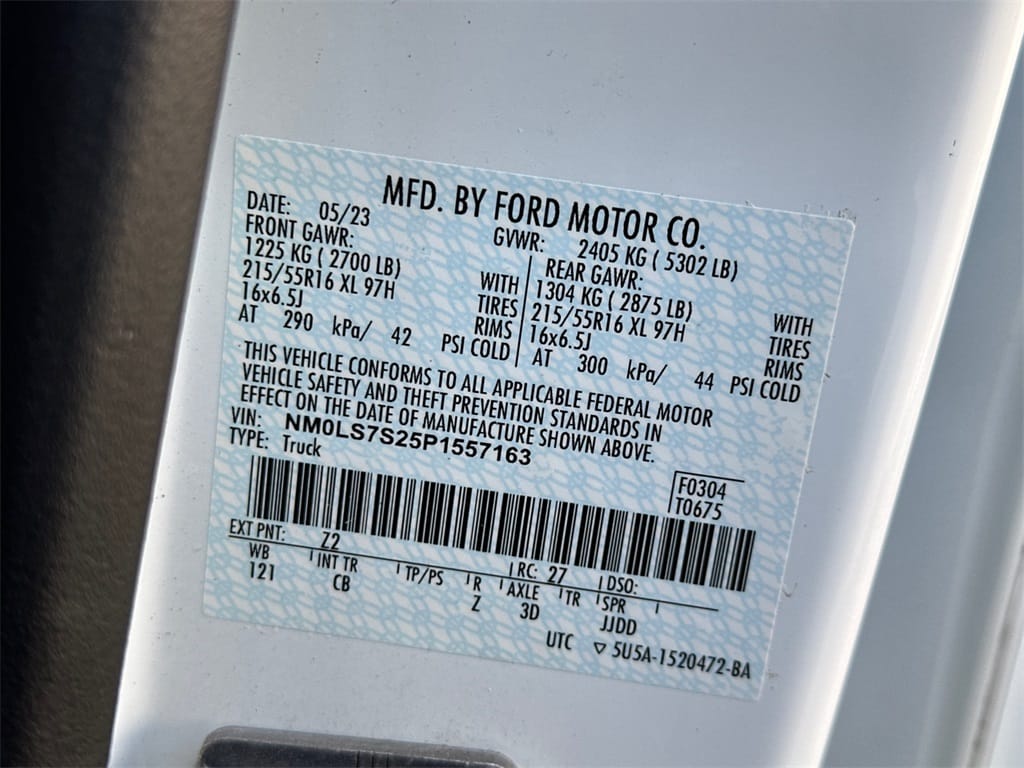 MFD. BY FORD MOTOR CO.
DATE: 05/23 GVWR: 2405 KG ( 5302 LB)
FRONT GAWR: REAR GAWR:
1225 KG ( 2700 LB) WITH 1304 KG ( 2875 LB) WITH
215/55R16 XL 97H TIRES 215/55R16 XL 97H TIRES
16x6.5J RIMS 16x6.5J RIMS
AT 290 kPa/ 42 PSI COLD AT 300 kPa/ 44 PSI COLD
THIS VEHICLE CONFORMS TO ALL APPLICABLE FEDERAL MOTOR
VEHICLE SAFETY AND THEFT PREVENTION STANDARDS IN
EFFECT ON THE DATE OF MANUFACTURE SHOWN ABOVE.
VIN: NM0LS7S25P1557163
TYPE: Truck
F0304
T0675
EXT PNT: Z2 RC: 27 DSO:
WB INT TR TP/PS R AXLE TR SPR
121 CB Z 3D JJDD
UTC ▽ 5U5A-1520472-BA